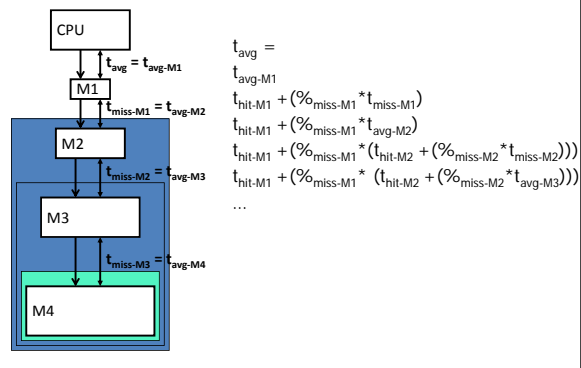 CPU
t_avg = t_avg-M1
M1
t_miss-M1 = t_avg-M2
M2
t_miss-M2 = t_avg-M3
M3
t_miss-M3 = t_avg-M4
M4
t_avg =
t_avg-M1
t_hit-M1 + (%_miss-M1*t_miss-M1)
t_hit-M1 + (%_miss-M1*t_avg-M2)
t_hit-M1 + (%_miss-M1*(t_hit-M2 + (%_miss-M2*t_miss-M2)))
t_hit-M1 + (%_miss-M1* (t_hit-M2 + (%_miss-M2*t_avg-M3)))
…